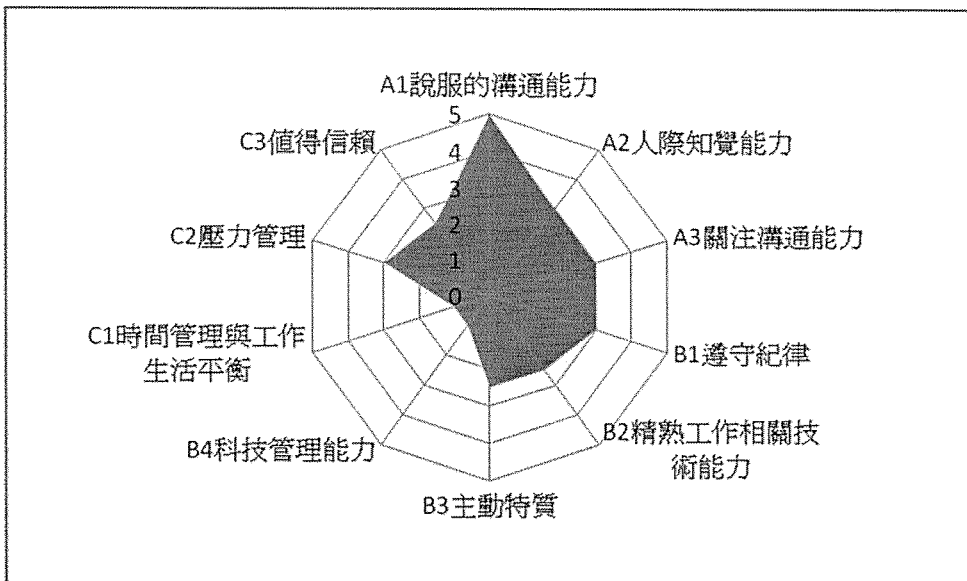 A1說服的溝通能力
A2人際知覺能力
A3關注溝通能力
B1遵守紀律
B2精熟工作相關技
術能力
B3主動特質
B4科技管理能力
C1時間管理與工作
生活平衡
C2壓力管理
C3值得信賴
5
4
3
2
1
0